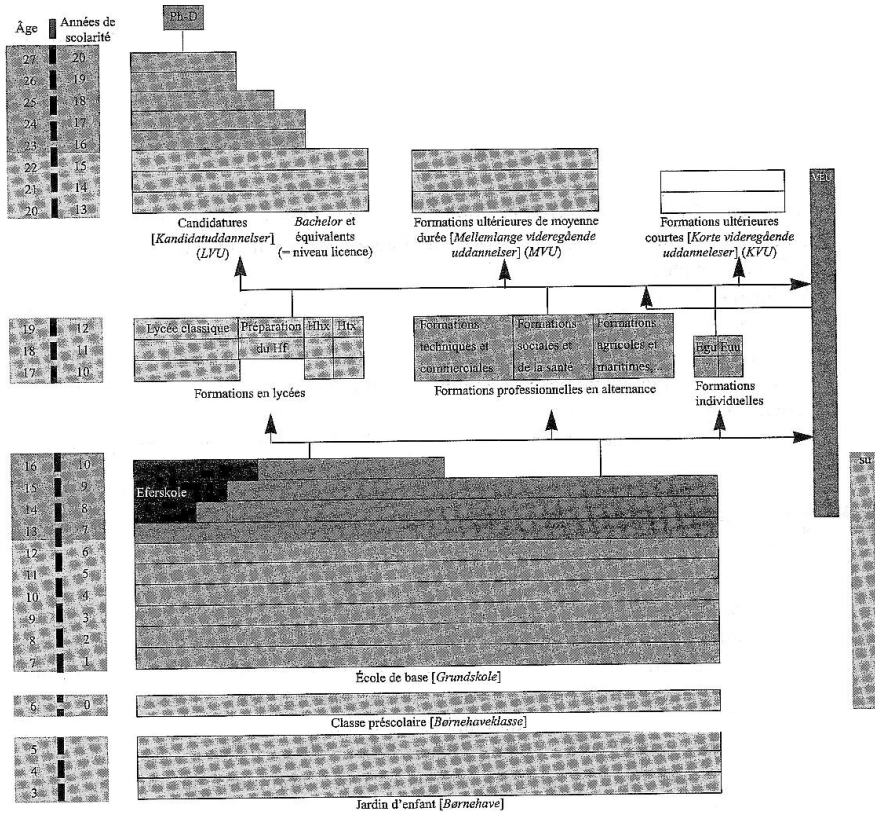 Ph-D
Âge
Années de
scolarité
27 20
26 19
25 18
24 17
23 16
22 15
21 14
20 13
VEU
Candidatures
[Kandidatuddannelser]
(LVU)
Bachelor et
équivalents
(= niveau licence)
Formations ultérieures de moyenne
durée [Mellemlange videregående
uddannelser] (MVU)
Formations ultérieures
courtes [Korte videregående
uddanneleser] (KVU)
19 12
18 11
17 10
Lycée classique
Préparation
du Hf
Hhx
Htx
Formations en lycées
Formations
techniques et
commerciales
Formations
sociales et
de la santé
Formations
agricoles et
maritimes,...
Formations professionnelles en alternance
Egu
Euu
Formations
individuelles
16 10
15 9
14 8
13 7
12 6
11 5
10 4
9 3
8 2
7 1
Eferskole
su
École de base [Grundskole]
6 0
Classe préscolaire [Børnehaveklasse]
5
4
3
Jardin d'enfant [Børnehave]